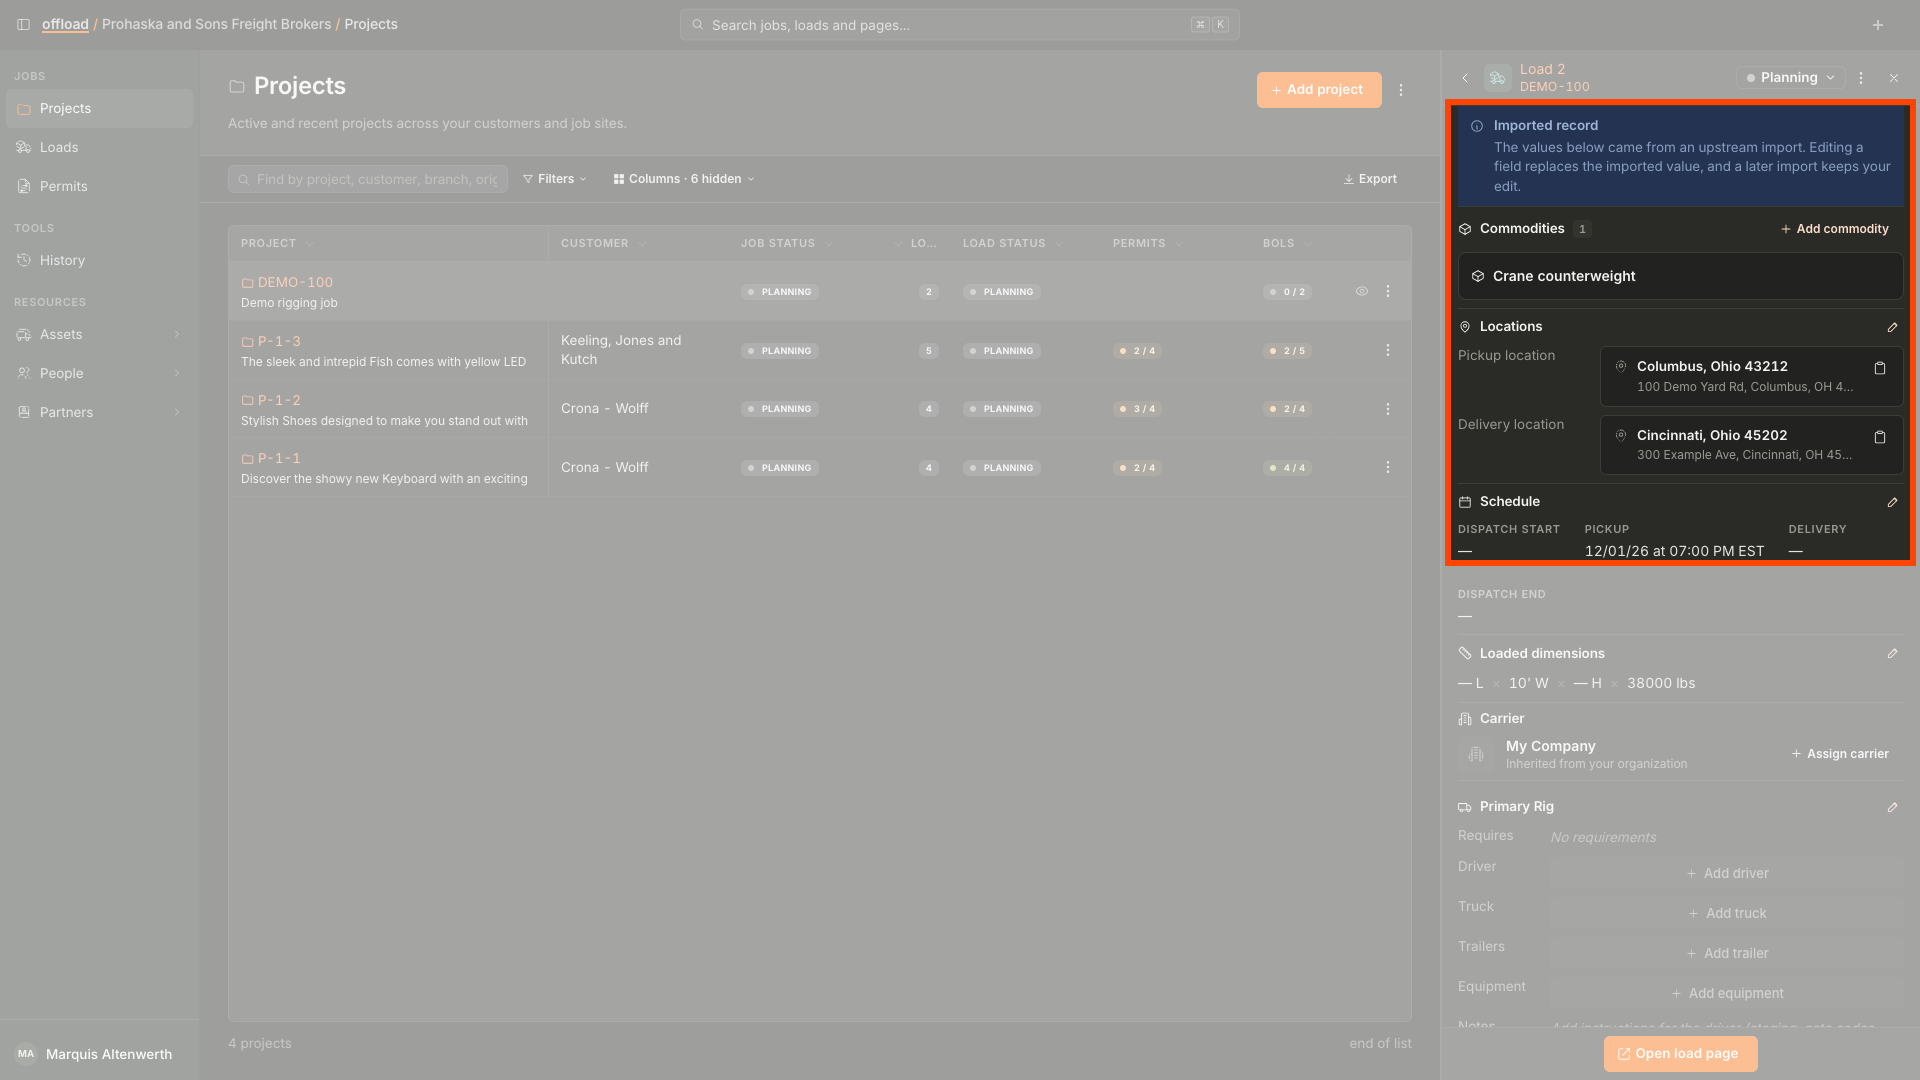 offload / Prohaska and Sons Freight Brokers / Projects
Search jobs, loads and pages...
⌘ K
JOBS
Projects
Loads
Permits
TOOLS
History
RESOURCES
Assets
People
Partners
MA
Marquis Altenwerth
Projects
Active and recent projects across your customers and job sites.
+ Add project
Find by project, customer, branch, orig
Filters
Columns · 6 hidden
Export
PROJECT CUSTOMER JOB STATUS LO... LOAD STATUS PERMITS BOLS
DEMO-100
Demo rigging job
PLANNING 2 PLANNING 0 / 2
P-1-3
The sleek and intrepid Fish comes with yellow LED
Keeling, Jones and
Kutch
PLANNING 5 PLANNING 2 / 4 2 / 5
P-1-2
Stylish Shoes designed to make you stand out with
Crona - Wolff
PLANNING 4 PLANNING 3 / 4 2 / 4
P-1-1
Discover the showy new Keyboard with an exciting
Crona - Wolff
PLANNING 4 PLANNING 2 / 4 4 / 4
4 projects
end of list
Load 2
DEMO-100
Planning
Imported record
The values below came from an upstream import. Editing a
field replaces the imported value, and a later import keeps your
edit.
Commodities 1
+ Add commodity
Crane counterweight
Locations
Pickup location
Columbus, Ohio 43212
100 Demo Yard Rd, Columbus, OH 4...
Delivery location
Cincinnati, Ohio 45202
300 Example Ave, Cincinnati, OH 45...
Schedule
DISPATCH START PICKUP DELIVERY
— 12/01/26 at 07:00 PM EST —
DISPATCH END
—
Loaded dimensions
— L × 10' W × — H × 38000 lbs
Carrier
My Company
Inherited from your organization
+ Assign carrier
Primary Rig
Requires No requirements
Driver + Add driver
Truck + Add truck
Trailers + Add trailer
Equipment + Add equipment
Notes Add instructions for the driver (staging, gate codes
Open load page